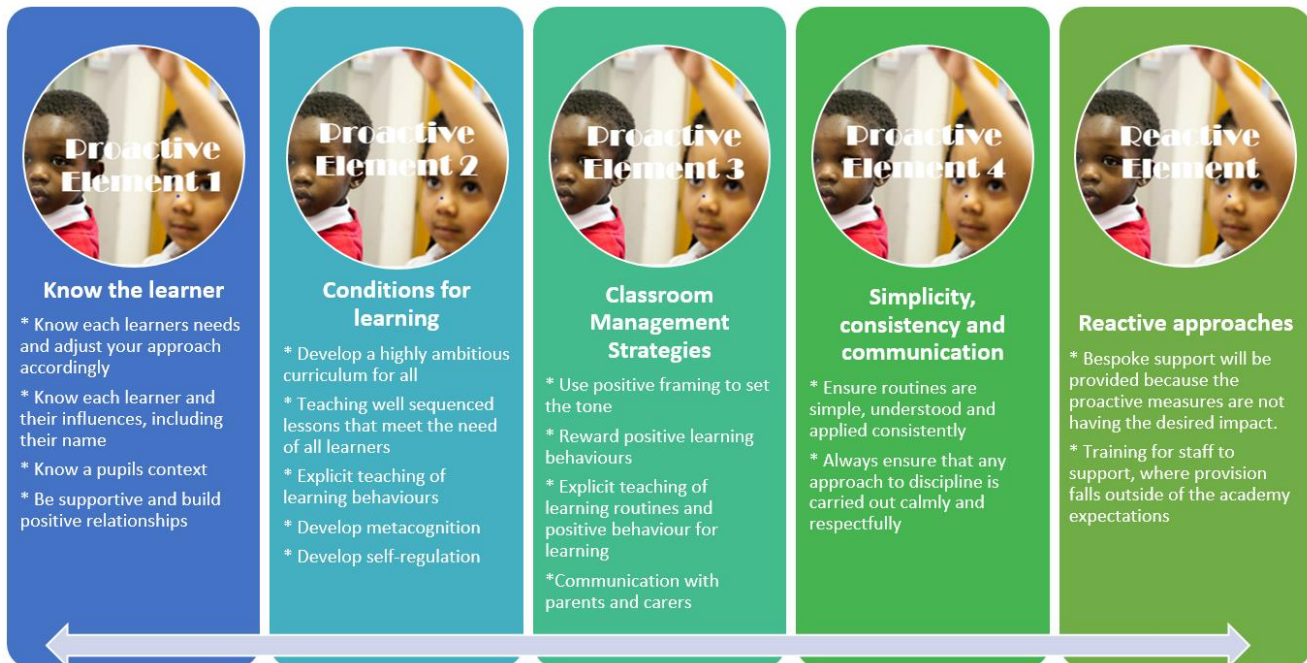 Proactive
Element 1
Know the learner
* Know each learners needs
and adjust your approach
accordingly
* Know each learner and
their influences, including
their name
* Know a pupils context
* Be supportive and build
positive relationships
Proactive
Element 2
Conditions for
learning
* Develop a highly ambitious
curriculum for all
* Teaching well sequenced
lessons that meet the need
of all learners
* Explicit teaching of
learning behaviours
* Develop metacognition
* Develop self-regulation
Proactive
Element 3
Classroom
Management
Strategies
* Use positive framing to set
the tone
* Reward positive learning
behaviours
* Explicit teaching of
learning routines and
positive behaviour for
learning
*Communication with
parents and carers
Proactive
Element 4
Simplicity,
consistency and
communication
* Ensure routines are
simple, understood and
applied consistently
* Always ensure that any
approach to discipline is
carried out calmly and
respectfully
Reactive
Element
Reactive approaches
* Bespoke support will be
provided because the
proactive measures are not
having the desired impact.
* Training for staff to
support, where provision
falls outside of the academy
expectations